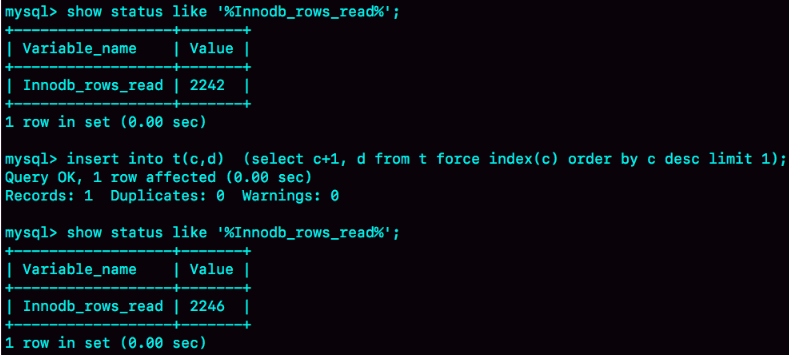 mysql> show status like '%Innodb_rows_read%';
+------------------+-------+
| Variable_name    | Value |
+------------------+-------+
| Innodb_rows_read | 2242  |
+------------------+-------+
1 row in set (0.00 sec)

mysql> insert into t(c,d)  (select c+1, d from t force index(c) order by c desc limit 1);
Query OK, 1 row affected (0.00 sec)
Records: 1  Duplicates: 0  Warnings: 0

mysql> show status like '%Innodb_rows_read%';
+------------------+-------+
| Variable_name    | Value |
+------------------+-------+
| Innodb_rows_read | 2246  |
+------------------+-------+
1 row in set (0.00 sec)